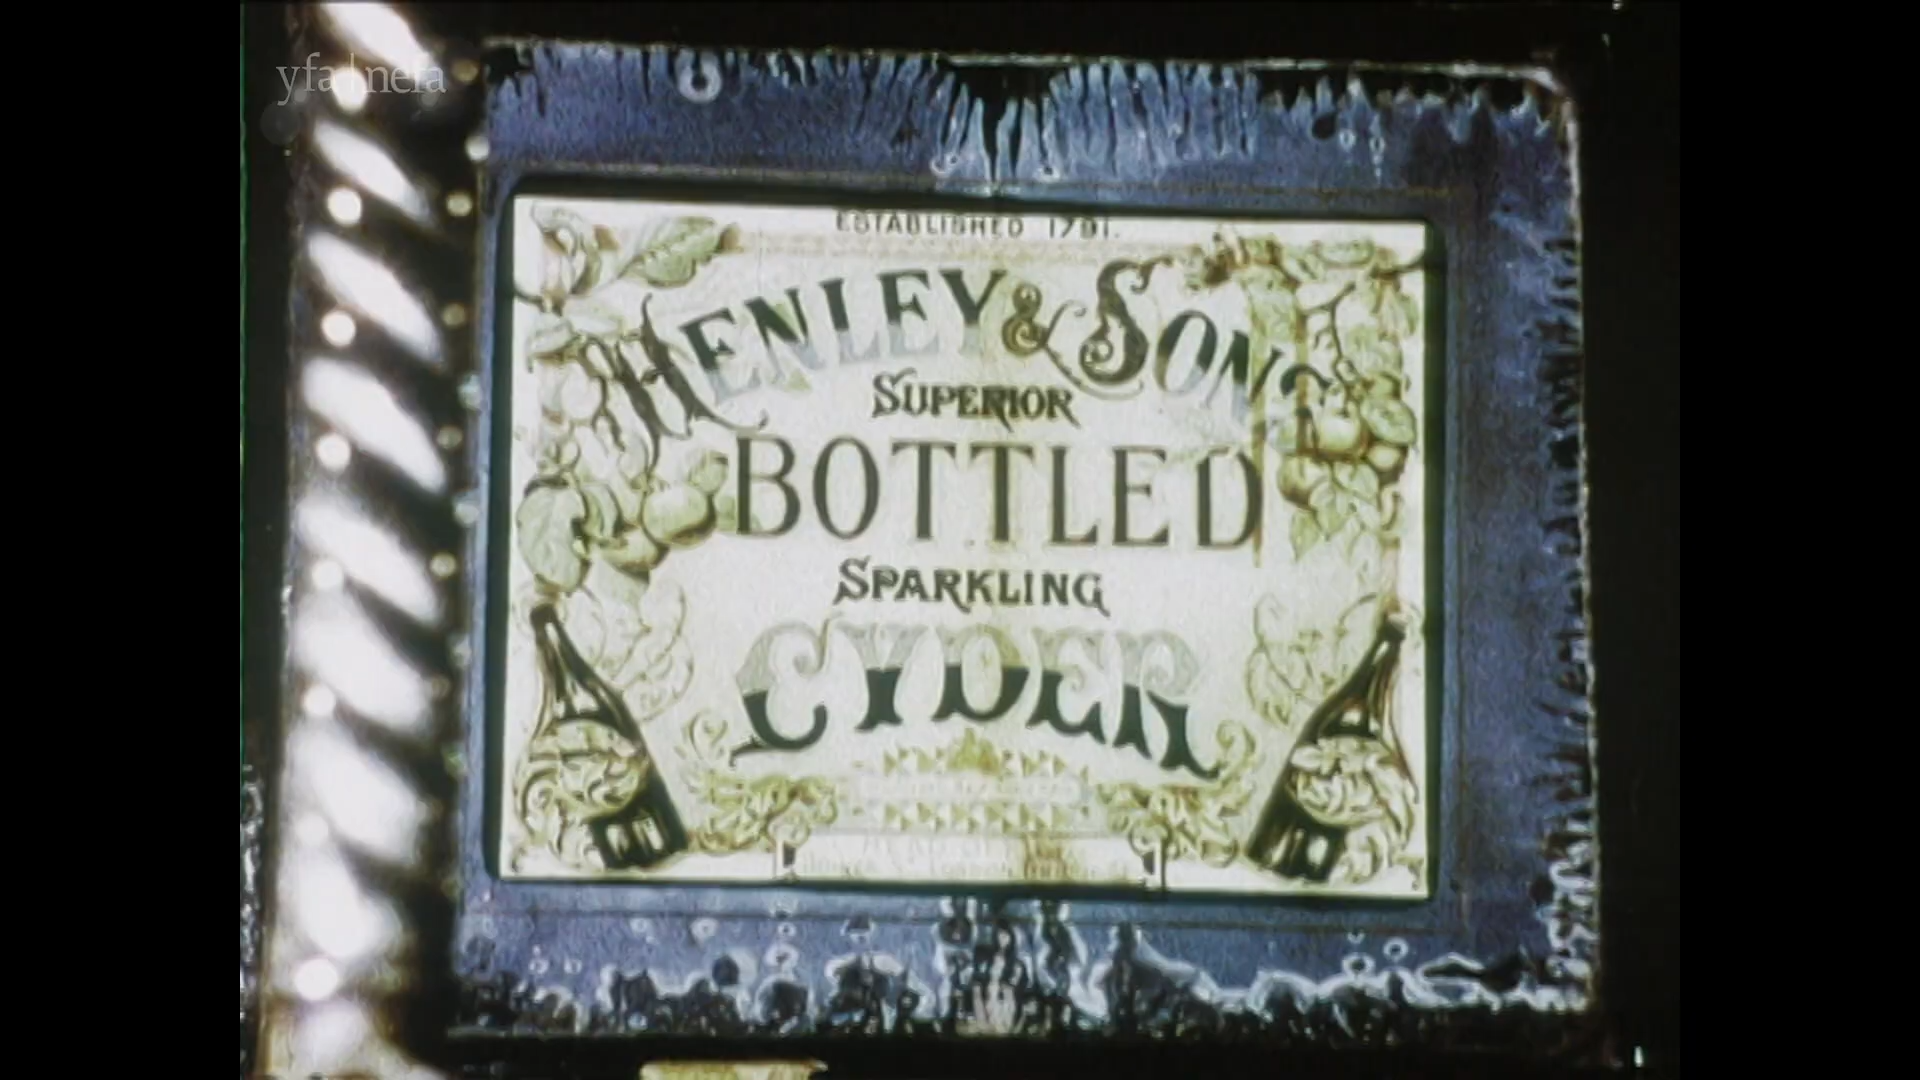 yfa|nefa
ESTABLISHED 1791.
HENLEY & SONS
SUPERIOR
BOTTLED
SPARKLING
CYDER